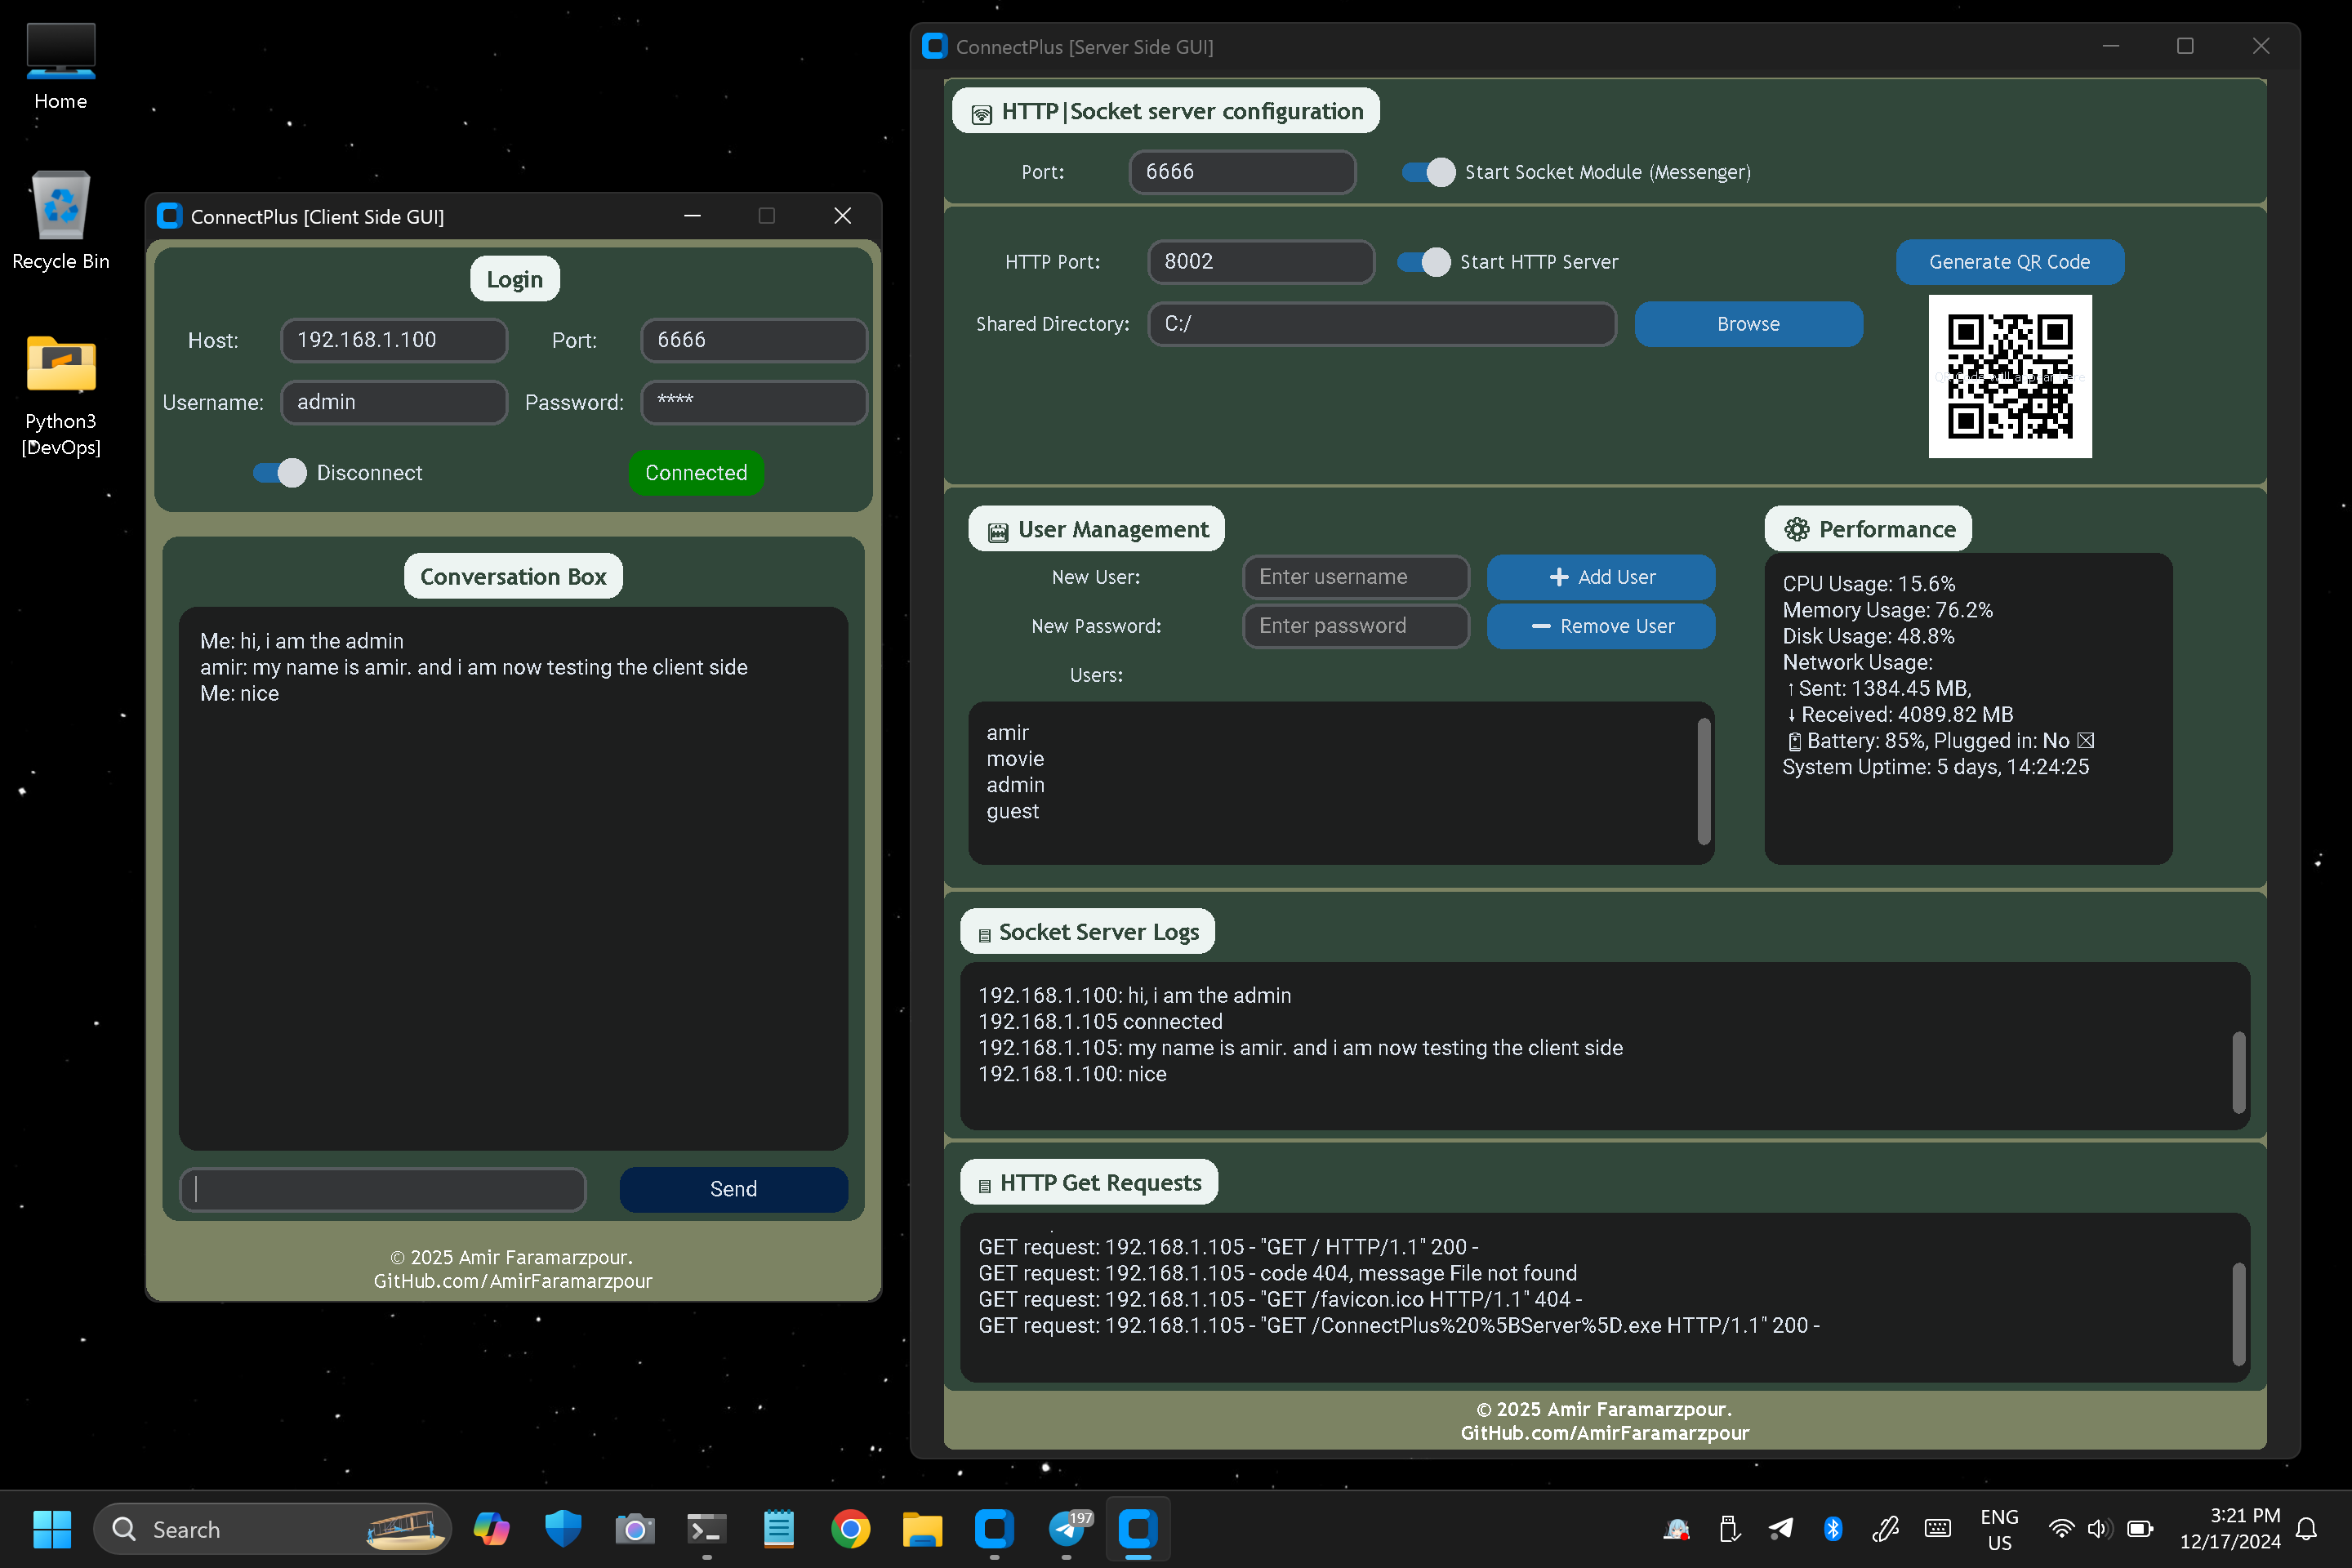 Home
Recycle Bin
Python3
[DevOps]
ConnectPlus [Client Side GUI]
Login
Host:
192.168.1.100
Port:
6666
Username:
admin
Password:
****
Disconnect
Connected
Conversation Box
Me: hi, i am the admin
amir: my name is amir. and i am now testing the client side
Me: nice
Send
© 2025 Amir Faramarzpour.
GitHub.com/AmirFaramarzpour
ConnectPlus [Server Side GUI]
HTTP|Socket server configuration
Port:
6666
Start Socket Module (Messenger)
HTTP Port:
8002
Start HTTP Server
Generate QR Code
Shared Directory:
C:/
Browse
User Management
New User:
Enter username
Add User
New Password:
Enter password
Remove User
Users:
amir
movie
admin
guest
Performance
CPU Usage: 15.6%
Memory Usage: 76.2%
Disk Usage: 48.8%
Network Usage:
↑ Sent: 1384.45 MB,
↓ Received: 4089.82 MB
Battery: 85%, Plugged in: No
System Uptime: 5 days, 14:24:25
Socket Server Logs
192.168.1.100: hi, i am the admin
192.168.1.105 connected
192.168.1.105: my name is amir. and i am now testing the client side
192.168.1.100: nice
HTTP Get Requests
GET request: 192.168.1.105 - "GET / HTTP/1.1" 200 -
GET request: 192.168.1.105 - code 404, message File not found
GET request: 192.168.1.105 - "GET /favicon.ico HTTP/1.1" 404 -
GET request: 192.168.1.105 - "GET /ConnectPlus%20%5BServer%5D.exe HTTP/1.1" 200 -
© 2025 Amir Faramarzpour.
GitHub.com/AmirFaramarzpour
Search
197
ENG
US
3:21 PM
12/17/2024